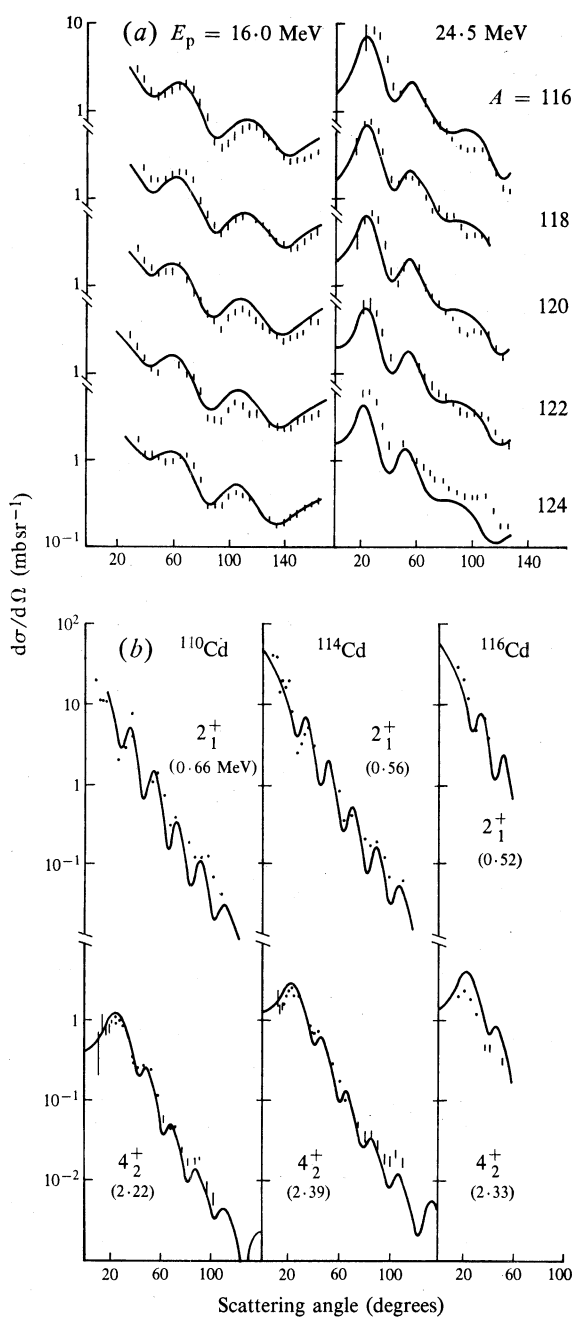 (a) E_p = 16·0 MeV
24·5 MeV
A = 116
118
120
122
124
10
1
1
1
1
1
10⁻¹
20 60 100 140
20 60 100 140
dσ/dΩ (mb sr⁻¹)
(b) ¹¹⁰Cd
¹¹⁴Cd
¹¹⁶Cd
10²
10
1
10⁻¹
1
10⁻¹
10⁻²
2⁺₁
(0·66 MeV)
2⁺₁
(0·56)
2⁺₁
(0·52)
4⁺₂
(2·22)
4⁺₂
(2·39)
4⁺₂
(2·33)
20 60 100
20 60 100
20 60 100
Scattering angle (degrees)